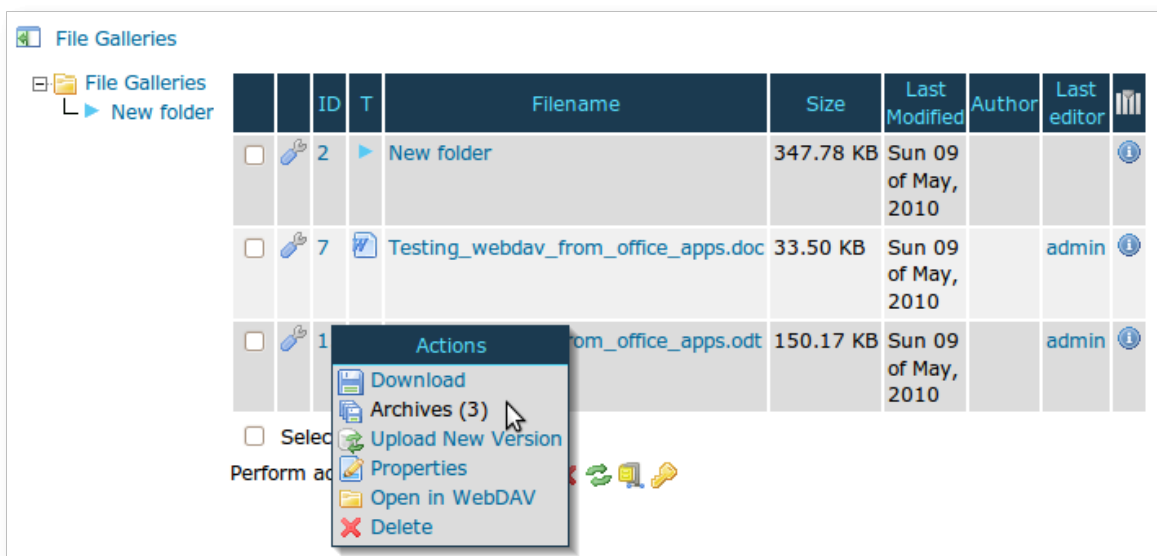 File Galleries
File Galleries
New folder
ID T Filename Size Last Modified Author Last editor
2 New folder 347.78 KB Sun 09 of May, 2010
7 Testing_webdav_from_office_apps.doc 33.50 KB Sun 09 of May, 2010 admin
1 om_office_apps.odt 150.17 KB Sun 09 of May, 2010 admin
Actions
Download
Archives (3)
Upload New Version
Properties
Open in WebDAV
Delete
Selec
Perform ac